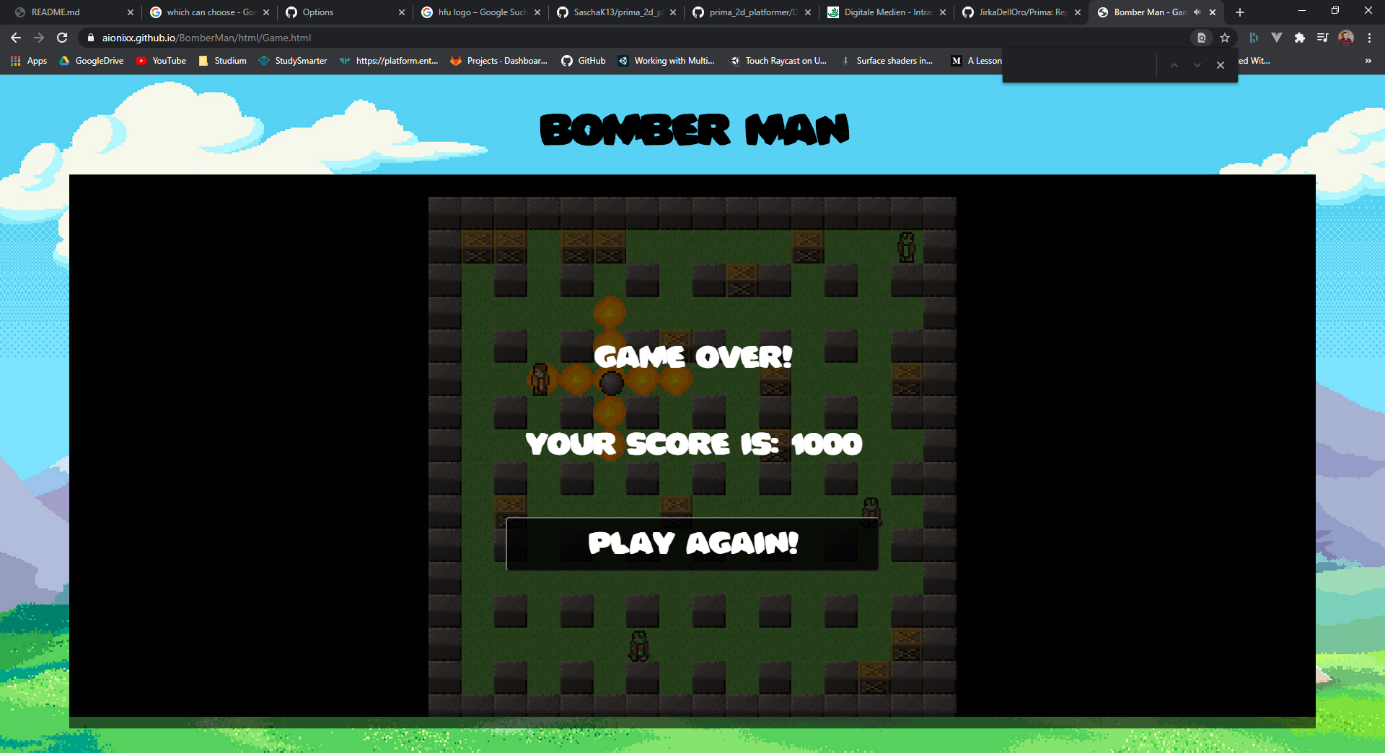 README.md
which can choose - Goo
Options
hfu logo – Google Such
SaschaK13/prima_2d_p
prima_2d_platformer/D
Digitale Medien - Intra
JirkaDellOro/Prima: Re
Bomber Man - Gam
aionixx.github.io/BomberMan/html/Game.html
Apps
GoogleDrive
YouTube
Studium
StudySmarter
https://platform.ent...
Projects · Dashboar...
GitHub
Working with Multi...
Touch Raycast on U...
Surface shaders in...
A Lesson
ed Wit...
BOMBER MAN
GAME OVER!
YOUR SCORE IS: 1000
PLAY AGAIN!